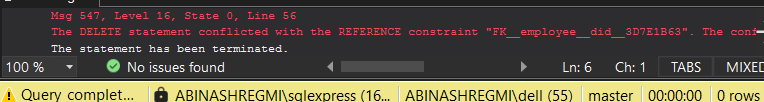 Msg 547, Level 16, State 0, Line 56
The DELETE statement conflicted with the REFERENCE constraint "FK__employee__did__3D7E1B63". The conf
The statement has been terminated.
100 % No issues found Ln: 6 Ch: 1 TABS MIXED
Query complet... ABINASHREGMI\sqlexpress (16... ABINASHREGMI\dell (55) master 00:00:00 0 rows